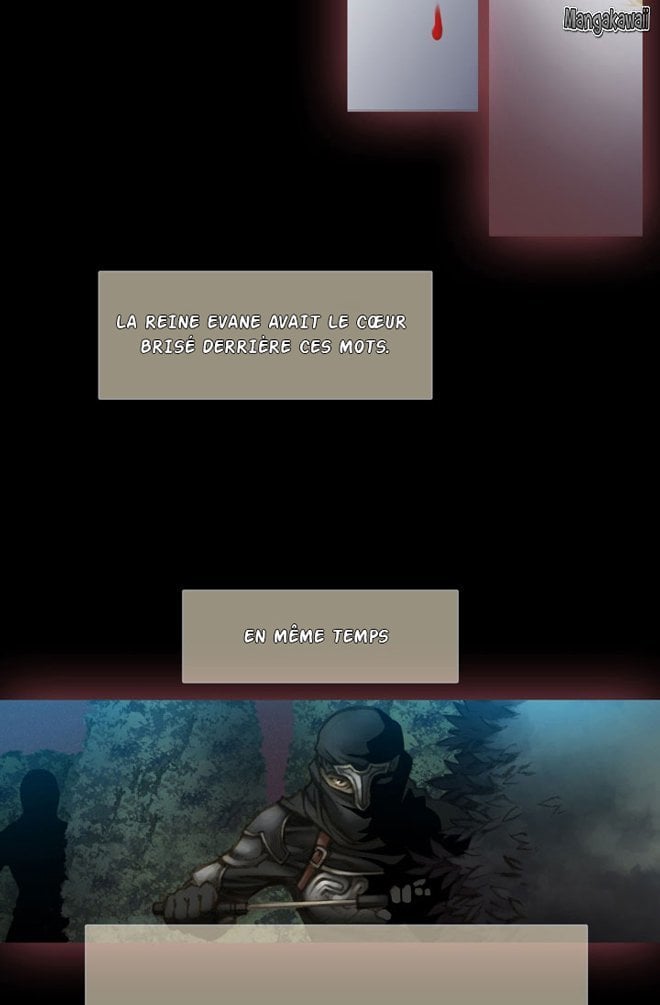 Mangakawaii
LA REINE EVANE AVAIT LE CŒUR
BRISÉ DERRIÈRE CES MOTS.
EN MÊME TEMPS